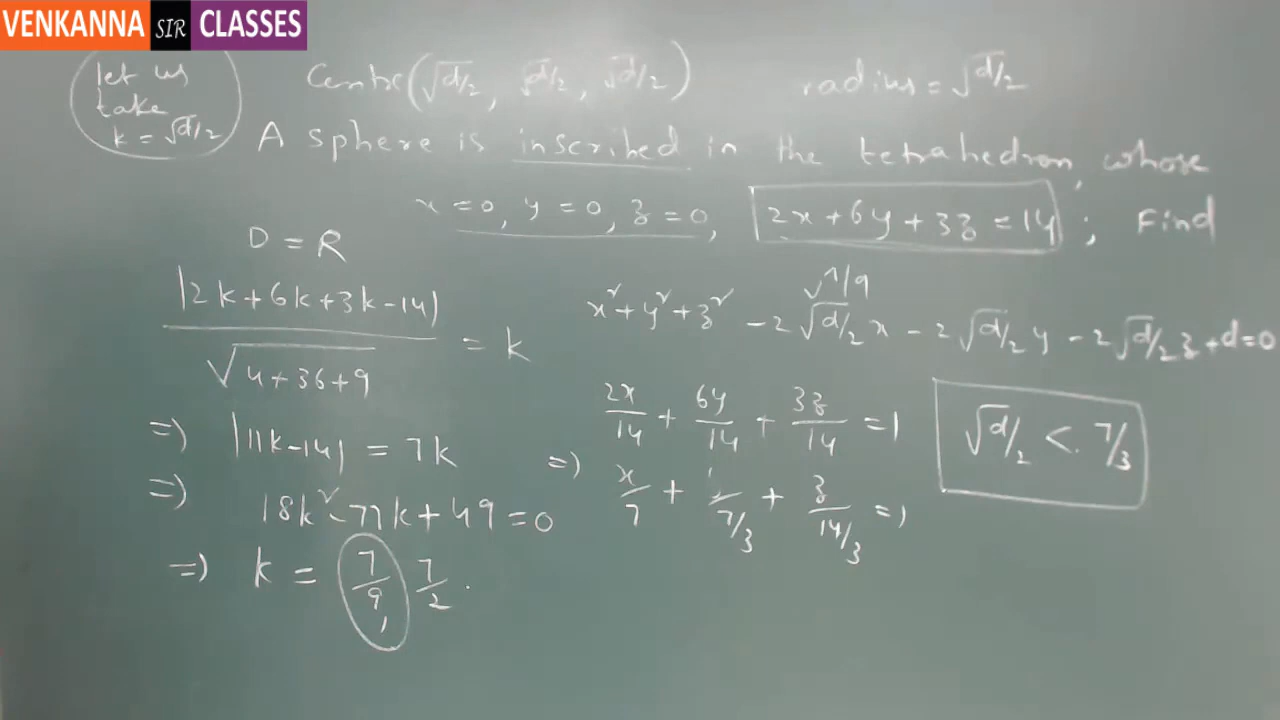 VENKANNA SIR CLASSES
let us
take
k = √d/2
Centre (√d/2, √d/2, √d/2) radius = √d/2
A sphere is inscribed in the tetrahedron, whose
x = 0, y = 0, z = 0, 2x + 6y + 3z = 14 ; Find
D = R
|2k + 6k + 3k - 14| / √4 + 36 + 9 = k
7/9
x² + y² + z² - 2 √d/2 x - 2 √d/2 y - 2 √d/2 z + d = 0
=) |11k - 14| = 7k
2x/14 + 6y/14 + 3z/14 = 1
√d/2 < 7/3
=) 18k² - 77k + 49 = 0
=) x/7 + /7/3 + z/14/3 = 1
=) k = 7/9, 7/2.